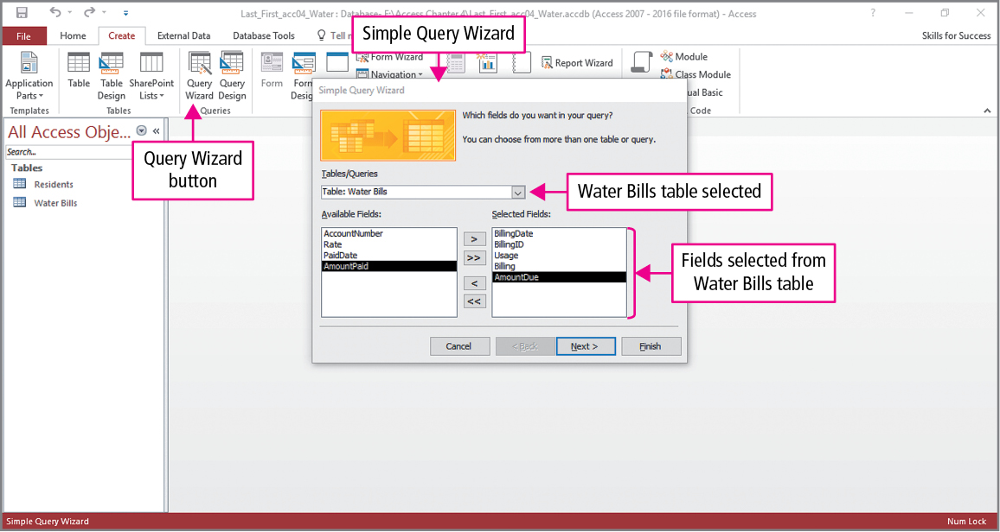 Last_First_acc04_Water : Database- F:\Access Chapter 4\Last_First_acc04_Water.accdb (Access 2007 - 2016 file format) - Access
?
File Home Create External Data Database Tools Tell Skills for Success
Simple Query Wizard
Form Wizard
Report Wizard
Module
Navigation
Class Module
Application Parts
Table
Table Design
SharePoint Lists
Query Wizard
Query Design
Form
Form
Basic
Templates Tables Queries Code
All Access Obje... «
Search...
Tables
Residents
Water Bills
Query Wizard
button
Simple Query Wizard
Which fields do you want in your query?
You can choose from more than one table or query.
Tables/Queries
Table: Water Bills
Water Bills table selected
Available Fields:
Selected Fields:
AccountNumber
Rate
PaidDate
AmountPaid
>
>>
<
<<
BillingDate
BillingID
Usage
Billing
AmountDue
Fields selected from
Water Bills table
Cancel < Back Next > Finish
Simple Query Wizard Num Lock